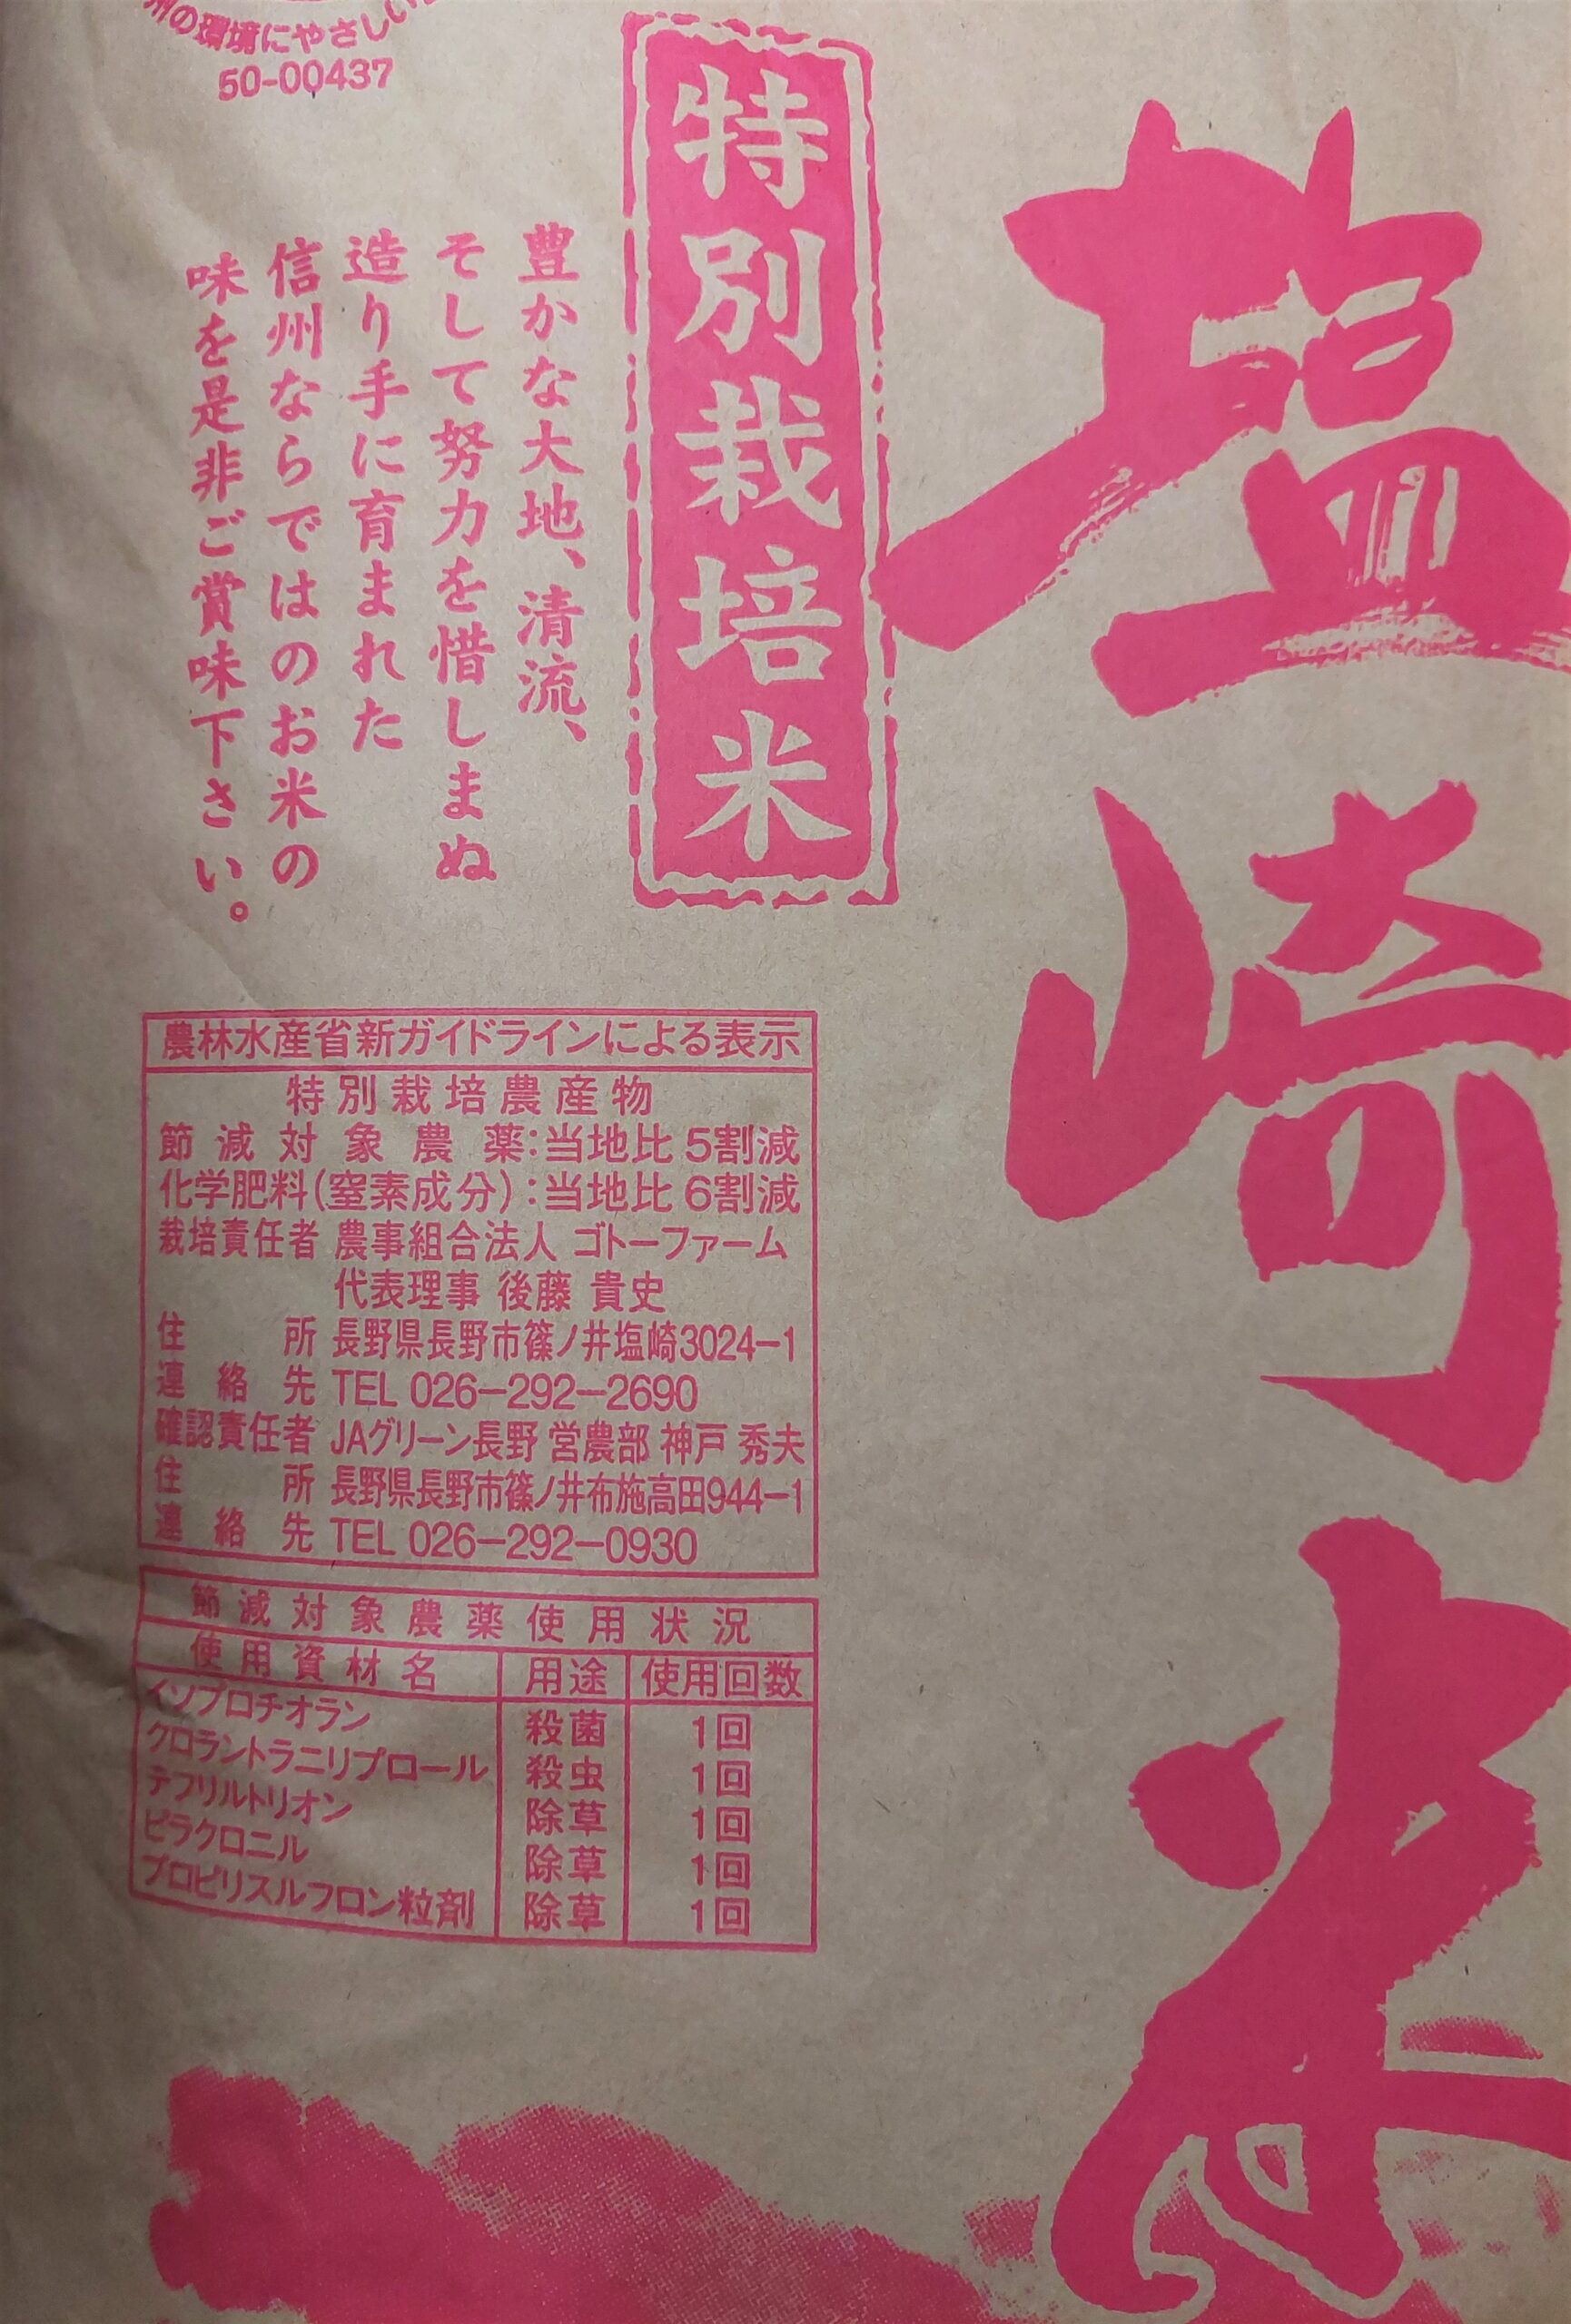 州の環境にやさしい
50-00437
塩崎米
特別栽培米
豊かな大地、清流、
そして努力を惜しまぬ
造り手に育まれた
信州ならではのお米の
味を是非ご賞味下さい。
農林水産省新ガイドラインによる表示
特別栽培農産物
節減対象農薬:当地比 5割減
化学肥料(窒素成分):当地比 6割減
栽培責任者 農事組合法人 ゴトーファーム
代表理事 後藤 貴史
住所 長野県長野市篠ノ井塩崎3024-1
連絡先 TEL 026-292-2690
確認責任者 JAグリーン長野 営農部 神戸 秀夫
住所 長野県長野市篠ノ井布施高田944-1
連絡先 TEL 026-292-0930
節減対象農薬使用状況
使用資材名 用途 使用回数
イソプロチオラン 殺菌 1回
クロラントラニリプロール 殺虫 1回
テフリルトリオン 除草 1回
ピラクロニル 除草 1回
プロピリスルフロン粒剤 除草 1回